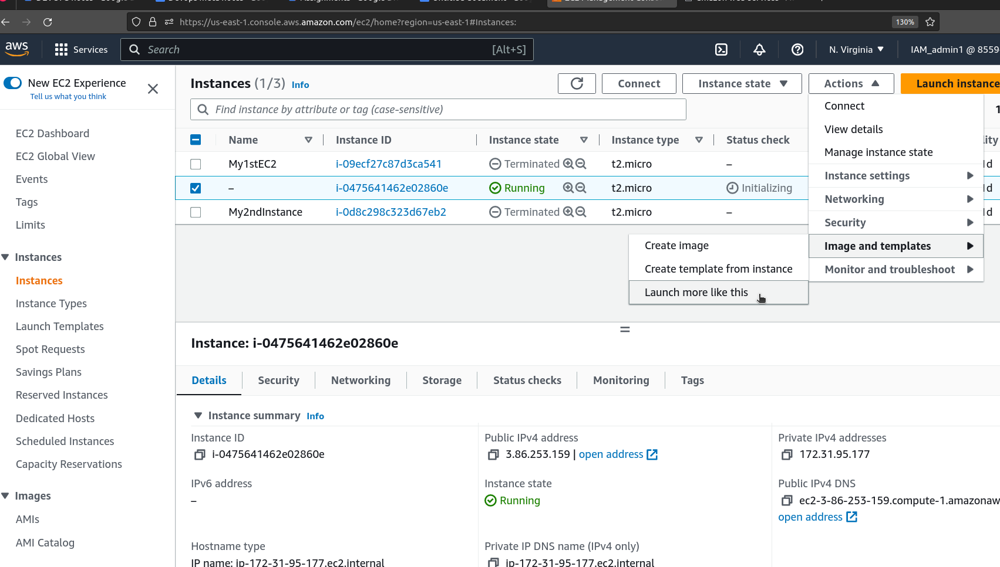 https://us-east-1.console.aws.amazon.com/ec2/home?region=us-east-1#Instances:
130%
aws
Services
Search
[Alt+S]
N. Virginia
IAM_admin1 @ 8559
New EC2 Experience
Tell us what you think
EC2 Dashboard
EC2 Global View
Events
Tags
Limits
Instances
Instances
Instance Types
Launch Templates
Spot Requests
Savings Plans
Reserved Instances
Dedicated Hosts
Scheduled Instances
Capacity Reservations
Images
AMIs
AMI Catalog
Instances (1/3) Info
Connect
Instance state
Actions
Launch instance
Find instance by attribute or tag (case-sensitive)
Name Instance ID Instance state Instance type Status check
My1stEC2 i-09ecf27c87d3ca541 Terminated t2.micro –
– i-0475641462e02860e Running t2.micro Initializing
My2ndInstance i-0d8c298c323d67eb2 Terminated t2.micro –
Connect
View details
Manage instance state
Instance settings
Networking
Security
Image and templates
Monitor and troubleshoot
Create image
Create template from instance
Launch more like this
Instance: i-0475641462e02860e
Details Security Networking Storage Status checks Monitoring Tags
Instance summary Info
Instance ID
i-0475641462e02860e
Public IPv4 address
3.86.253.159 | open address
Private IPv4 addresses
172.31.95.177
IPv6 address
–
Instance state
Running
Public IPv4 DNS
ec2-3-86-253-159.compute-1.amazonaw
open address
Hostname type
IP name: ip-172-31-95-177.ec2.internal
Private IP DNS name (IPv4 only)
ip-172-31-95-177.ec2.internal